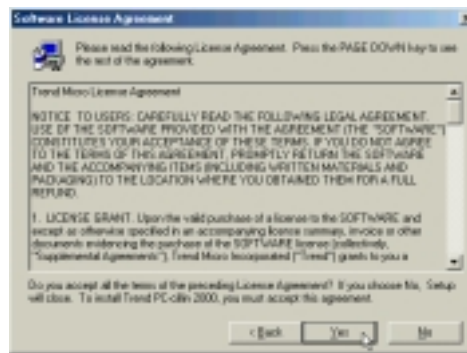 Software License Agreement
Please read the following License Agreement. Press the PAGE DOWN key to see
the rest of the agreement.
Trend Micro License Agreement
NOTICE TO USERS: CAREFULLY READ THE FOLLOWING LEGAL AGREEMENT.
USE OF THE SOFTWARE PROVIDED WITH THE AGREEMENT (THE "SOFTWARE")
CONSTITUTES YOUR ACCEPTANCE OF THESE TERMS. IF YOU DO NOT AGREE
TO THE TERMS OF THIS AGREEMENT, PROMPTLY RETURN THE SOFTWARE
AND THE ACCOMPANYING ITEMS (INCLUDING WRITTEN MATERIALS AND
PACKAGING) TO THE LOCATION WHERE YOU OBTAINED THEM FOR A FULL
REFUND.
1. LICENSE GRANT. Upon the valid purchase of a license to the SOFTWARE and
except as otherwise specified in an accompanying license summary, invoice or other
documents evidencing the purchase of the SOFTWARE license (collectively,
"Supplemental Agreements"), Trend Micro Incorporated ("Trend") grants to you a
Do you accept all the terms of the preceding License Agreement? If you choose No, Setup
will close. To install Trend PC-cillin 2000, you must accept this agreement.
< Back Yes No